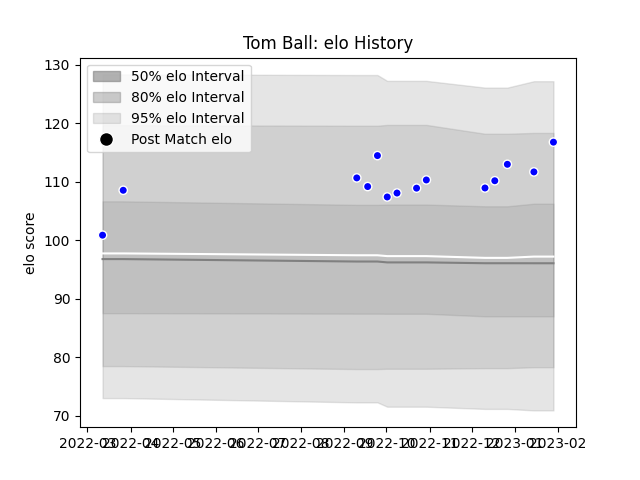 Tom Ball: elo History
130
120
110
100
90
80
70
elo score
50% elo Interval
80% elo Interval
95% elo Interval
Post Match elo
2022-03 2022-04 2022-05 2022-06 2022-07 2022-08 2022-09 2022-10 2022-11 2022-12 2023-01 2023-02